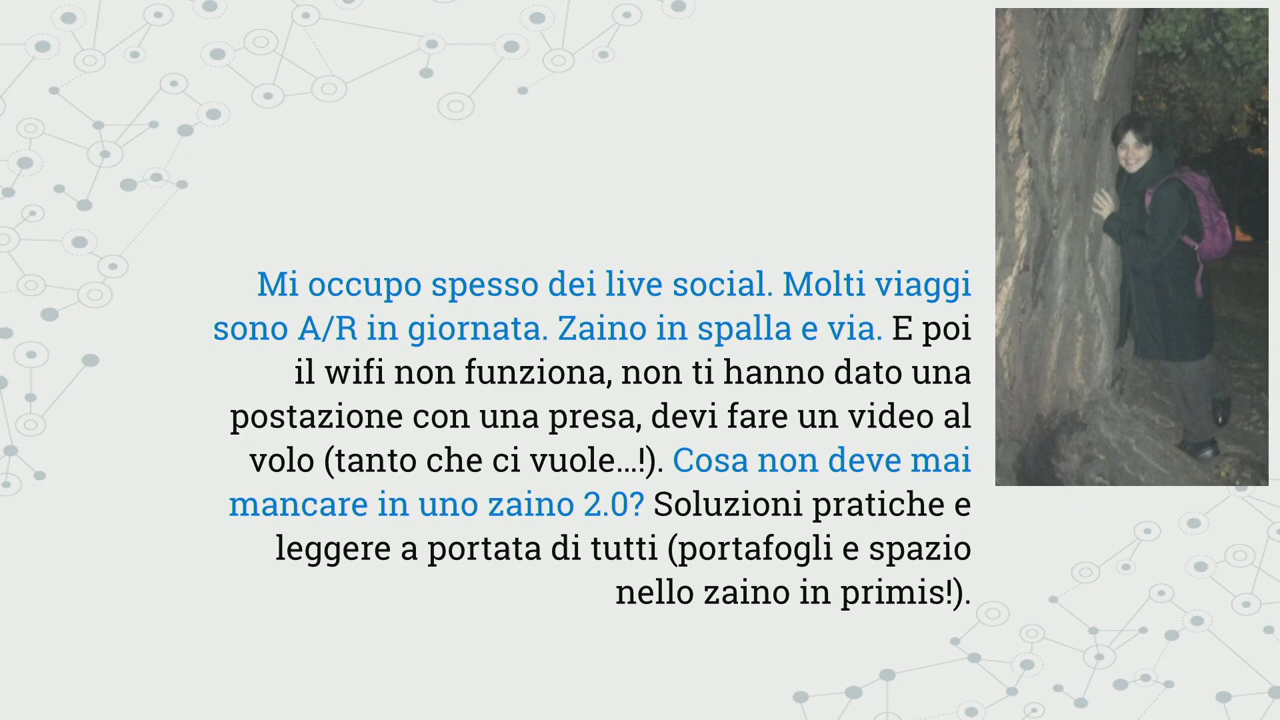 Mi occupo spesso dei live social. Molti viaggi
sono A/R in giornata. Zaino in spalla e via. E poi
il wifi non funziona, non ti hanno dato una
postazione con una presa, devi fare un video al
volo (tanto che ci vuole…!). Cosa non deve mai
mancare in uno zaino 2.0? Soluzioni pratiche e
leggere a portata di tutti (portafogli e spazio
nello zaino in primis!).